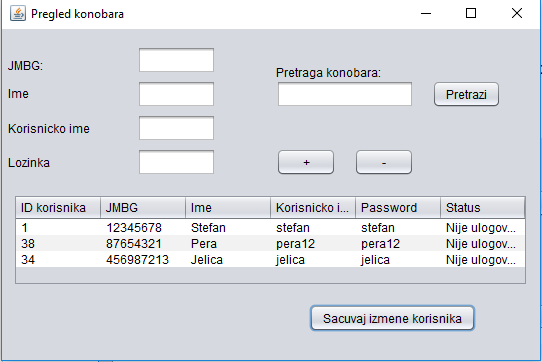 Pregled konobara
JMBG:
Pretraga konobara:
Ime
Pretrazi
Korisnicko ime
Lozinka
+ -
ID korisnika JMBG Ime Korisnicko i... Password Status
1 12345678 Stefan stefan stefan Nije ulogov...
38 87654321 Pera pera12 pera12 Nije ulogov...
34 456987213 Jelica jelica jelica Nije ulogov...
Sacuvaj izmene korisnika